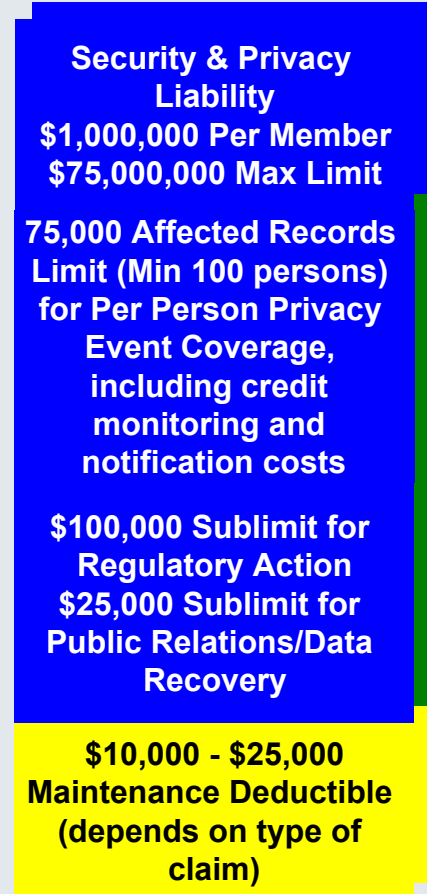 Security & Privacy
Liability
$1,000,000 Per Member
$75,000,000 Max Limit
75,000 Affected Records
Limit (Min 100 persons)
for Per Person Privacy
Event Coverage,
including credit
monitoring and
notification costs
$100,000 Sublimit for
Regulatory Action
$25,000 Sublimit for
Public Relations/Data
Recovery
$10,000 - $25,000
Maintenance Deductible
(depends on type of
claim)